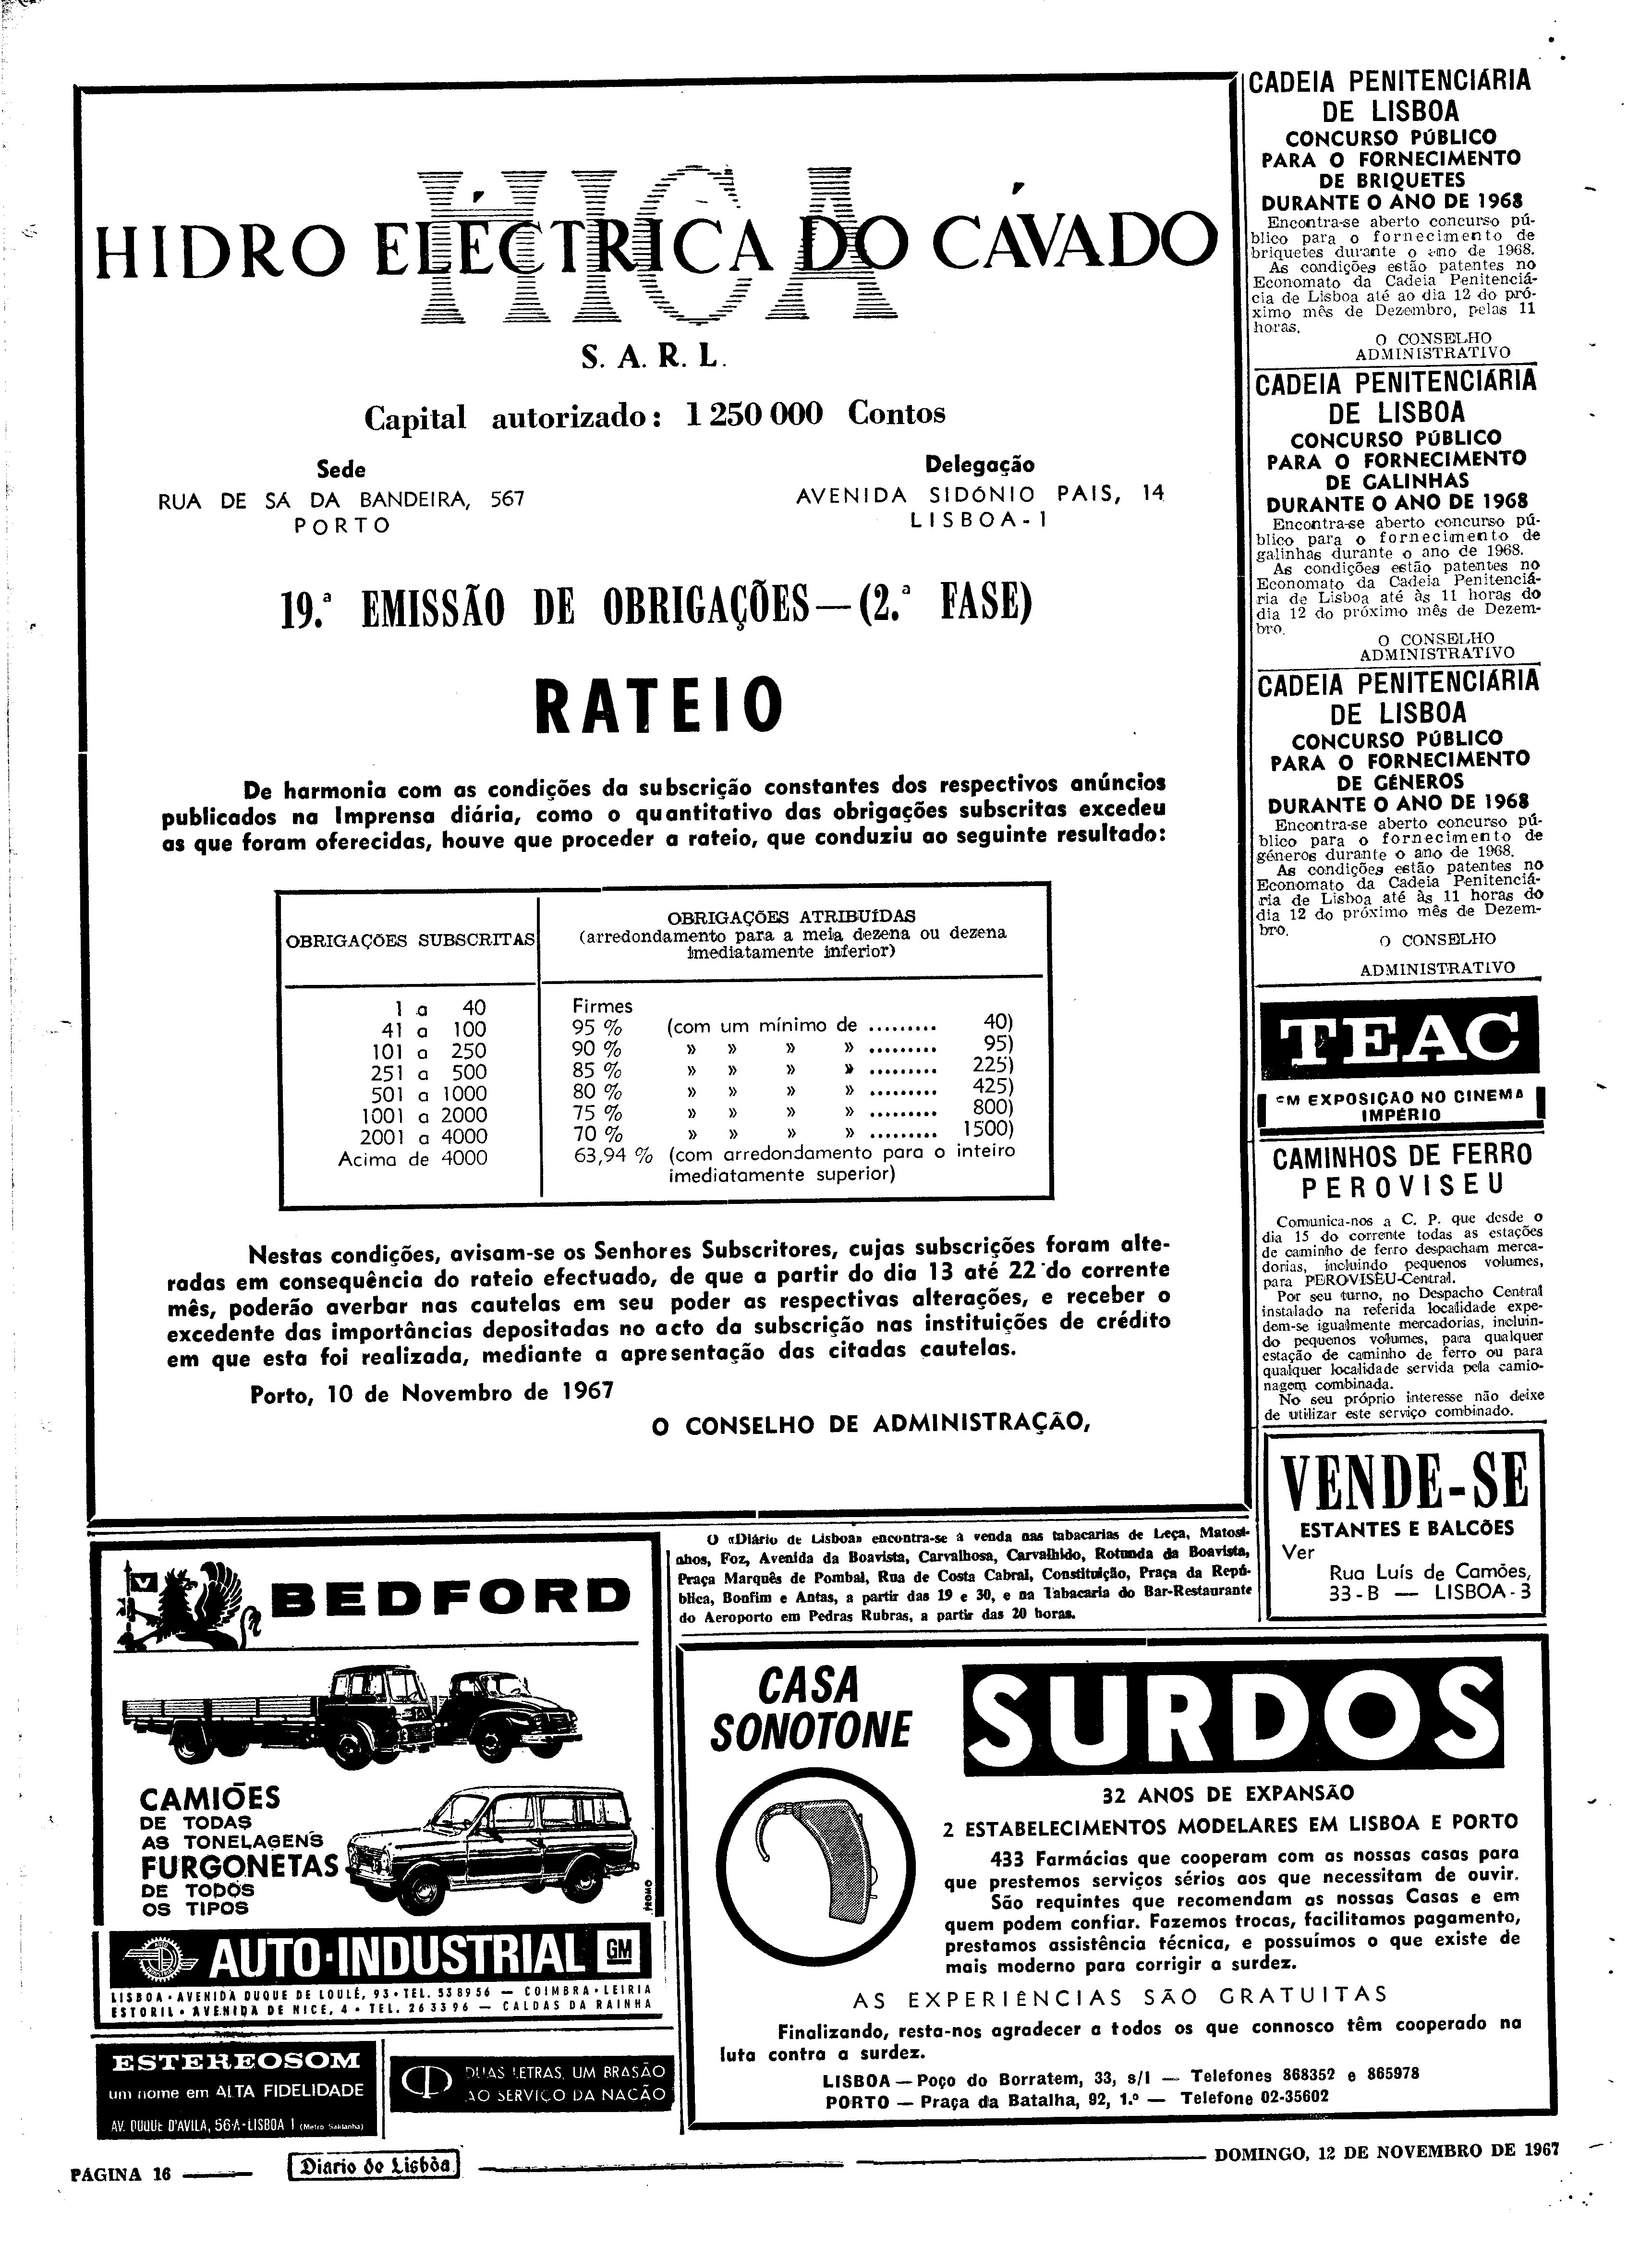 HICA
HIDRO ELÉCTRICA DO CÁVADO
S. A. R. L.
Capital autorizado: 1 250 000 Contos
Sede
RUA DE SÁ DA BANDEIRA, 567
PORTO
Delegação
AVENIDA SIDÓNIO PAIS, 14
LISBOA-1
19.ª EMISSÃO DE OBRIGAÇÕES—(2.ª FASE)
RATEIO
De harmonia com as condições da subscrição constantes dos respectivos anúncios
publicados na Imprensa diária, como o quantitativo das obrigações subscritas excedeu
as que foram oferecidas, houve que proceder a rateio, que conduziu ao seguinte resultado:
OBRIGAÇÕES SUBSCRITAS
OBRIGAÇÕES ATRIBUÍDAS
(arredondamento para a meia dezena ou dezena
imediatamente inferior)
1 a 40 Firmes
41 a 100 95 % (com um mínimo de ......... 40)
101 a 250 90 % » » » » ......... 95)
251 a 500 85 % » » » » ......... 225)
501 a 1000 80 % » » » » ......... 425)
1001 a 2000 75 % » » » » ......... 800)
2001 a 4000 70 % » » » » ......... 1500)
Acima de 4000 63,94 % (com arredondamento para o inteiro
imediatamente superior)
Nestas condições, avisam-se os Senhores Subscritores, cujas subscrições foram alte-
radas em consequência do rateio efectuado, de que a partir do dia 13 até 22 do corrente
mês, poderão averbar nas cautelas em seu poder as respectivas alterações, e receber o
excedente das importâncias depositadas no acto da subscrição nas instituições de crédito
em que esta foi realizada, mediante a apresentação das citadas cautelas.
Porto, 10 de Novembro de 1967
O CONSELHO DE ADMINISTRAÇÃO,
CADEIA PENITENCIÁRIA
DE LISBOA
CONCURSO PÚBLICO
PARA O FORNECIMENTO
DE BRIQUETES
DURANTE O ANO DE 1968
Encontra-se aberto concurso pú-
blico para o fornecimento de
briquetes durante o ano de 1968.
As condições estão patentes no
Economato da Cadeia Penitenciá-
cia de Lisboa até ao dia 12 do pró-
ximo mês de Dezembro, pelas 11
horas.
O CONSELHO
ADMINISTRATIVO
CADEIA PENITENCIÁRIA
DE LISBOA
CONCURSO PÚBLICO
PARA O FORNECIMENTO
DE GALINHAS
DURANTE O ANO DE 1968
Encontra-se aberto concurso pú-
blico para o fornecimento de
galinhas durante o ano de 1968.
As condições estão patentes no
Economato da Cadeia Penitenciá-
ria de Lisboa até às 11 horas do
dia 12 do próximo mês de Dezem-
bro.
O CONSELHO
ADMINISTRATIVO
CADEIA PENITENCIÁRIA
DE LISBOA
CONCURSO PÚBLICO
PARA O FORNECIMENTO
DE GÉNEROS
DURANTE O ANO DE 1968
Encontra-se aberto concurso pú-
blico para o fornecimento de
géneros durante o ano de 1968.
As condições estão patentes no
Economato da Cadeia Penitenciá-
ria de Lisboa até às 11 horas do
dia 12 do próximo mês de Dezem-
bro.
O CONSELHO
ADMINISTRATIVO
TEAC
EM EXPOSIÇÃO NO CINEMA
IMPÉRIO
CAMINHOS DE FERRO
PEROVISEU
Comunica-nos a C. P. que desde o
dia 15 do corrente todas as estações
de caminho de ferro despacham merca-
dorias, incluindo pequenos volumes,
para PEROVISEU-Central.
Por seu turno, no Despacho Central
instalado na referida localidade expe-
dem-se igualmente mercadorias, incluin-
do pequenos volumes, para qualquer
estação de caminho de ferro ou para
qualquer localidade servida pela camio-
nagem combinada.
No seu próprio interesse não deixe
de utilizar este serviço combinado.
VENDE-SE
ESTANTES E BALCÕES
Ver
Rua Luís de Camões,
33-B — LISBOA-3
O «Diário de Lisboa» encontra-se à venda nas tabacarias de Leça, Matosi-
nhos, Foz, Avenida da Boavista, Carvalhosa, Carvalhido, Rotunda da Boavista,
Praça Marquês de Pombal, Rua de Costa Cabral, Constituição, Praça da Repú-
blica, Bonfim e Antas, a partir das 19 e 30, e na Tabacaria do Bar-Restaurante
do Aeroporto em Pedras Rubras, a partir das 20 horas.
V
BEDFORD
CAMIÕES
DE TODAS
AS TONELAGENS
FURGONETAS
DE TODOS
OS TIPOS
PROMO
AUTO·INDUSTRIAL GM
LISBOA · AVENIDA DUQUE DE LOULÉ, 93 · TEL. 538956 — COIMBRA · LEIRIA
ESTORIL · AVENIDA DE NICE, 4 · TEL. 263396 — CALDAS DA RAINHA
ESTEREOSOM
um nome em ALTA FIDELIDADE
AV. DUQUE D'AVILA, 56-A-LISBOA 1 (Metro Saldanha)
DUAS LETRAS, UM BRASÃO
AO SERVIÇO DA NAÇÃO
CASA
SONOTONE
SURDOS
32 ANOS DE EXPANSÃO
2 ESTABELECIMENTOS MODELARES EM LISBOA E PORTO
433 Farmácias que cooperam com as nossas casas para
que prestemos serviços sérios aos que necessitam de ouvir.
São requintes que recomendam as nossas Casas e em
quem podem confiar. Fazemos trocas, facilitamos pagamento,
prestamos assistência técnica, e possuímos o que existe de
mais moderno para corrigir a surdez.
AS EXPERIÊNCIAS SÃO GRATUITAS
Finalizando, resta-nos agradecer a todos os que connosco têm cooperado na
luta contra a surdez.
LISBOA — Poço do Borratem, 33, s/l — Telefones 868352 e 865978
PORTO — Praça da Batalha, 92, 1.º — Telefone 02-35602
PÁGINA 16
Diario de Lisbôa
DOMINGO, 12 DE NOVEMBRO DE 1967